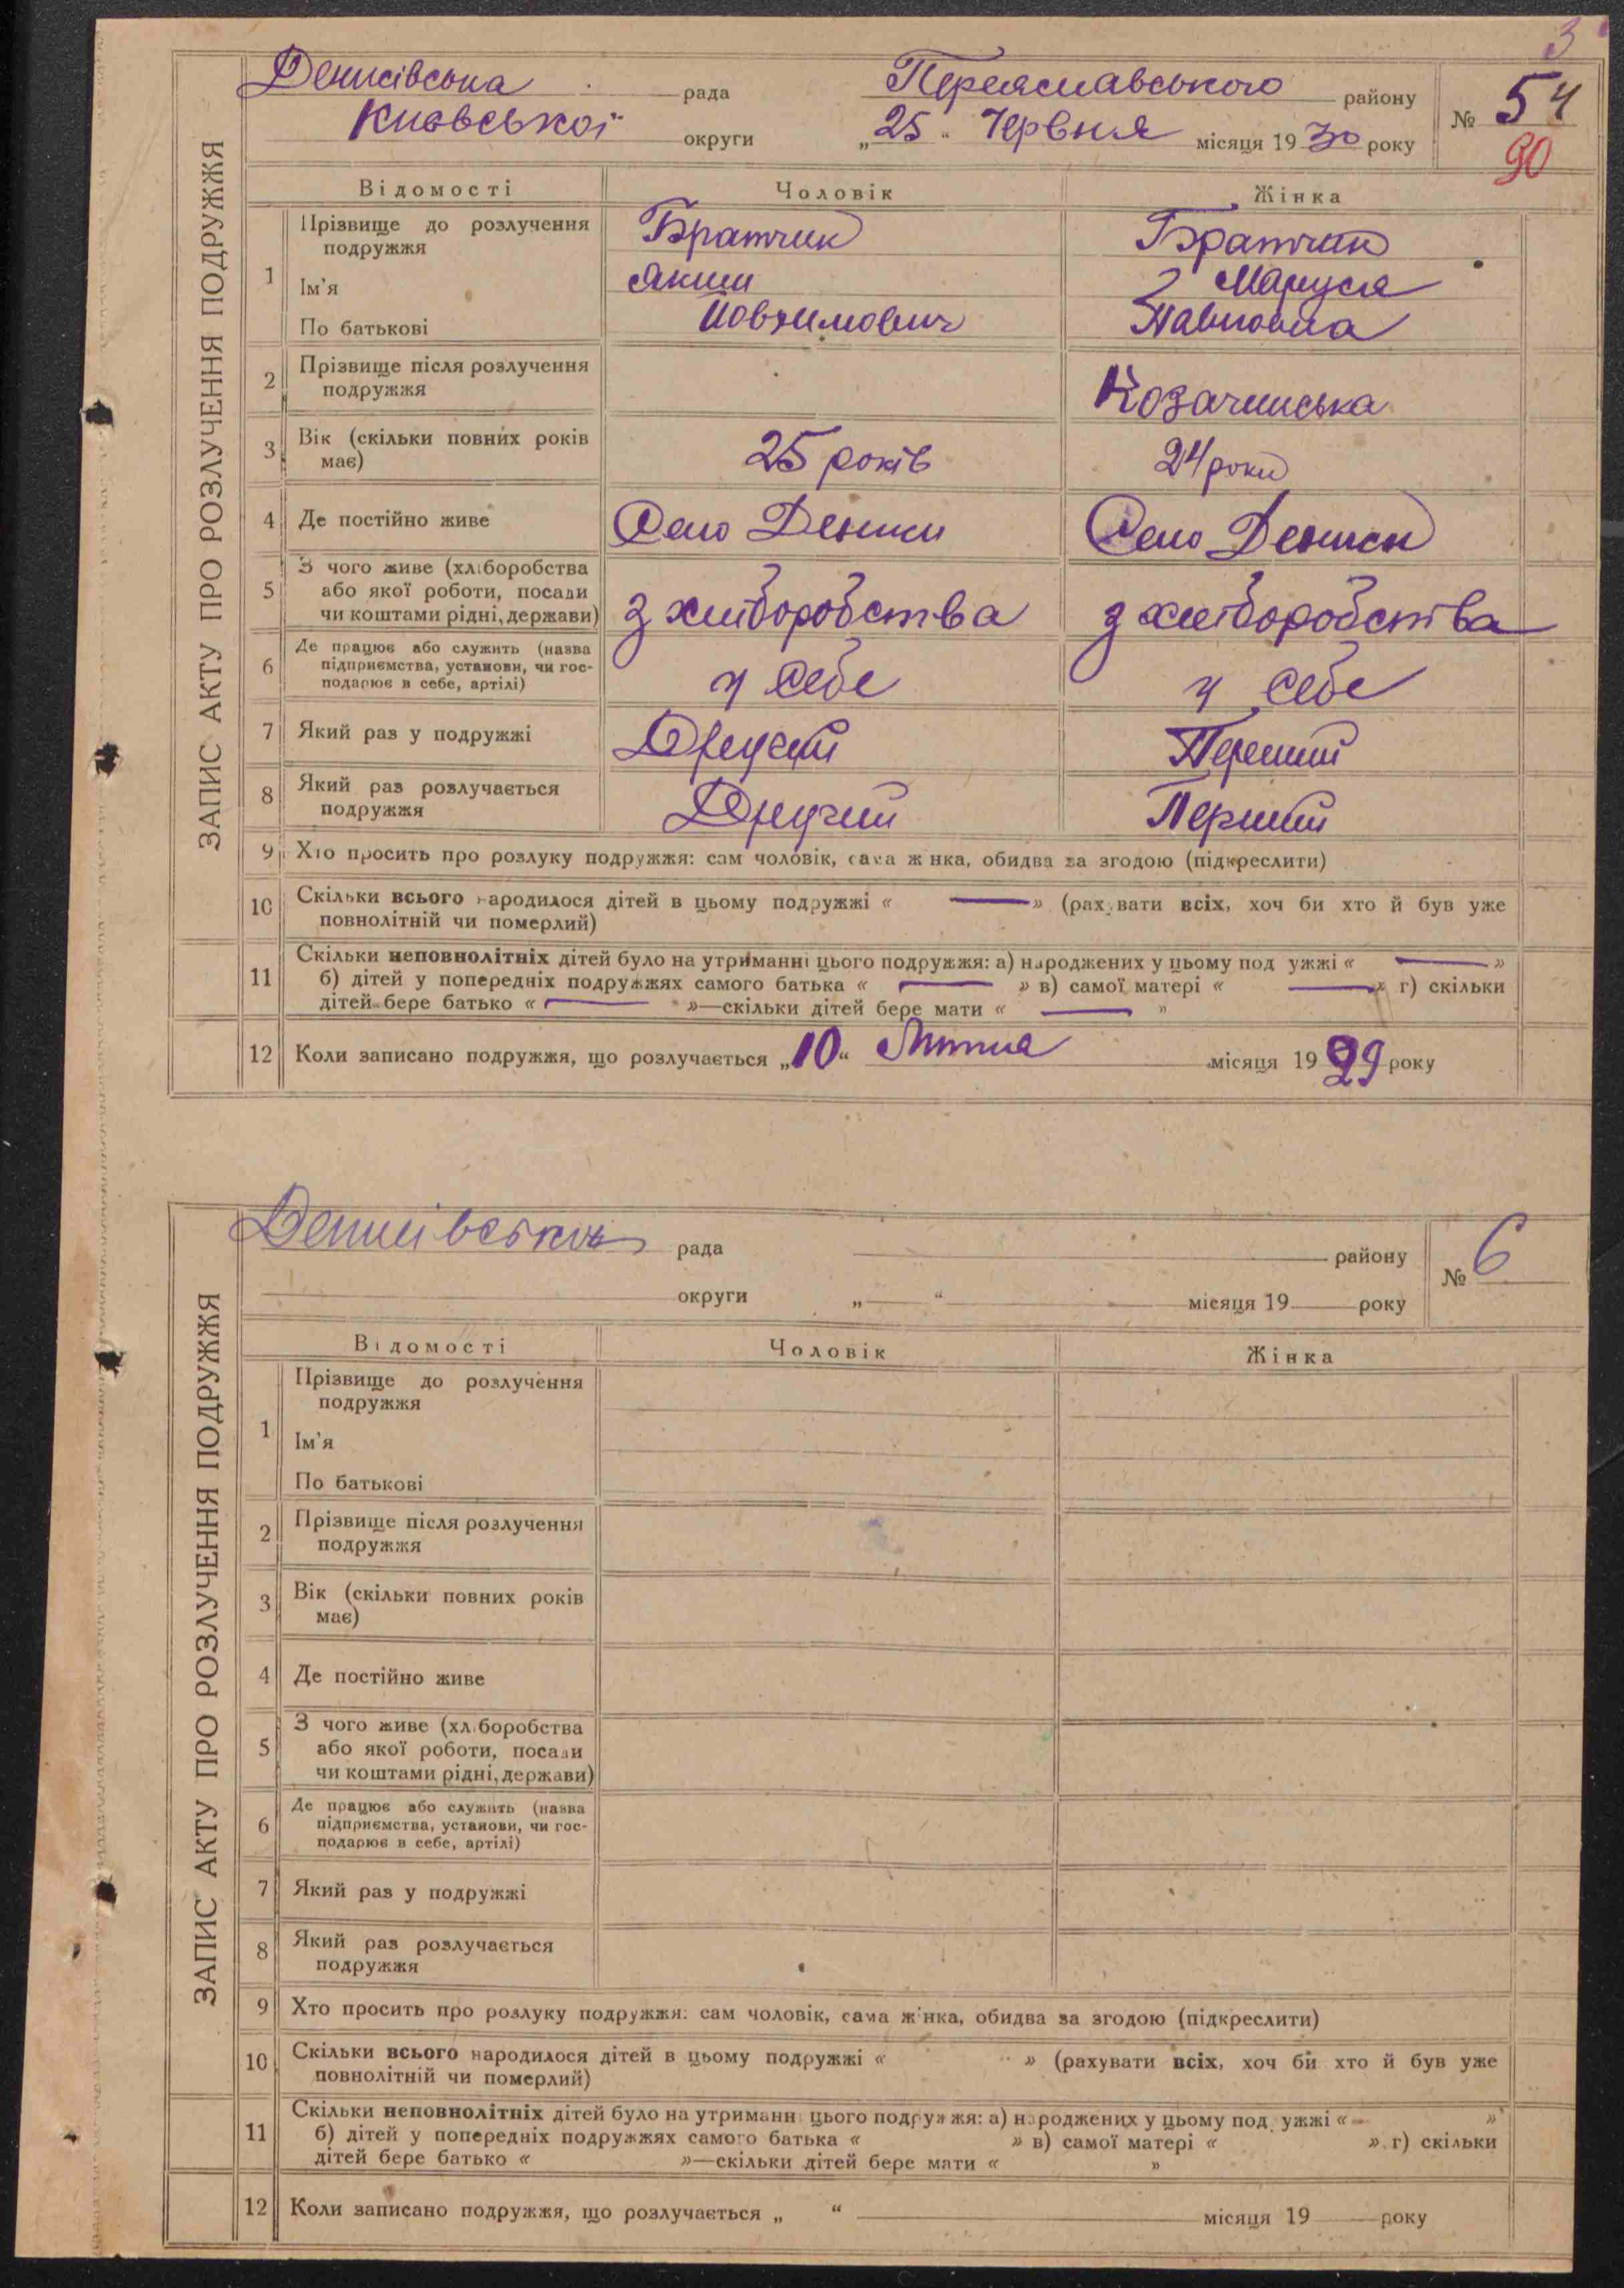 3
ЗАПИС АКТУ ПРО РОЗЛУЧЕННЯ ПОДРУЖЖЯ
Денисівська рада Переяславського району
Київської округи „25“ Червня місяця 1930 року
№ 54
90
Відомості Чоловік Жінка
1 Прізвище до розлучення подружжя Братчик Братчик
Ім'я Яким Маруся
По батькові Йовхимович Павловна
2 Прізвище після розлучення
подружжя Козачинська
3 Вік (скільки повних років
має) 25 років 24 роки
4 Де постійно живе Село Дениси Село Дениси
5 З чого живе (хліборобства
або якої роботи, посади
чи коштами рідні, держави) з хліборобства з хліборобства
6 Де працює або служить (назва
підприємства, установи, чи гос-
подарює в себе, артілі) у себе у себе
7 Який раз у подружжі Другий Перший
8 Який раз розлучається
подружжя Другий Перший
9 Хто просить про розлуку подружжя: сам чоловік, сама жінка, обидва за згодою (підкреслити)
10 Скільки всього народилося дітей в цьому подружжі « — » (рахувати всіх, хоч би хто й був уже
повнолітній чи померлий)
11 Скільки неповнолітніх дітей було на утриманні цього подружжя: а) народжених у цьому подружжі « — »
б) дітей у попередніх подружжях самого батька « — » в) самої матері « — » г) скільки
дітей бере батько « — »—скільки дітей бере мати « — »
12 Коли записано подружжя, що розлучається „10“ Лютня місяця 1929 року
ЗАПИС АКТУ ПРО РОЗЛУЧЕННЯ ПОДРУЖЖЯ
Денисівська рада району
округи „ “ місяця 19 року
№ 6
Відомості Чоловік Жінка
1 Прізвище до розлучення
подружжя
Ім'я
По батькові
2 Прізвище після розлучення
подружжя
3 Вік (скільки повних років
має)
4 Де постійно живе
5 З чого живе (хліборобства
або якої роботи, посади
чи коштами рідні, держави)
6 Де працює або служить (назва
підприємства, установи, чи гос-
подарює в себе, артілі)
7 Який раз у подружжі
8 Який раз розлучається
подружжя
9 Хто просить про розлуку подружжя: сам чоловік, сама жінка, обидва за згодою (підкреслити)
10 Скільки всього народилося дітей в цьому подружжі « » (рахувати всіх, хоч би хто й був уже
повнолітній чи померлий)
11 Скільки неповнолітніх дітей було на утриманні цього подружжя: а) народжених у цьому подружжі « »
б) дітей у попередніх подружжях самого батька « » в) самої матері « » г) скільки
дітей бере батько « »—скільки дітей бере мати « »
12 Коли записано подружжя, що розлучається „ “ місяця 19 року